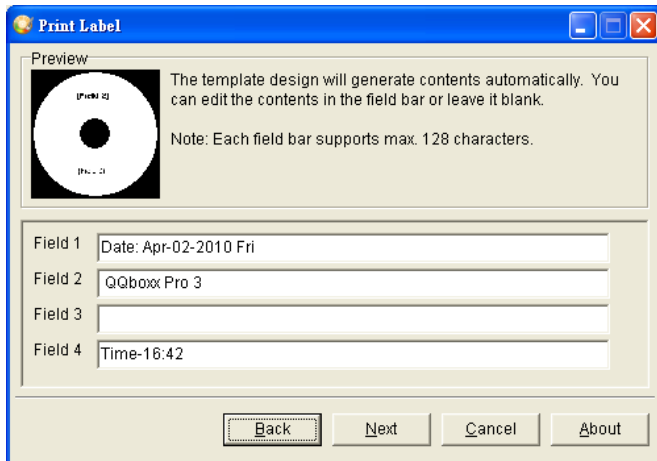 Print Label
Preview
[Field 2]
The template design will generate contents automatically. You
can edit the contents in the field bar or leave it blank.
Note: Each field bar supports max. 128 characters.
Field 1
Date: Apr-02-2010 Fri
Field 2
QQboxx Pro 3
Field 3
Field 4
Time-16:42
Back
Next
Cancel
About